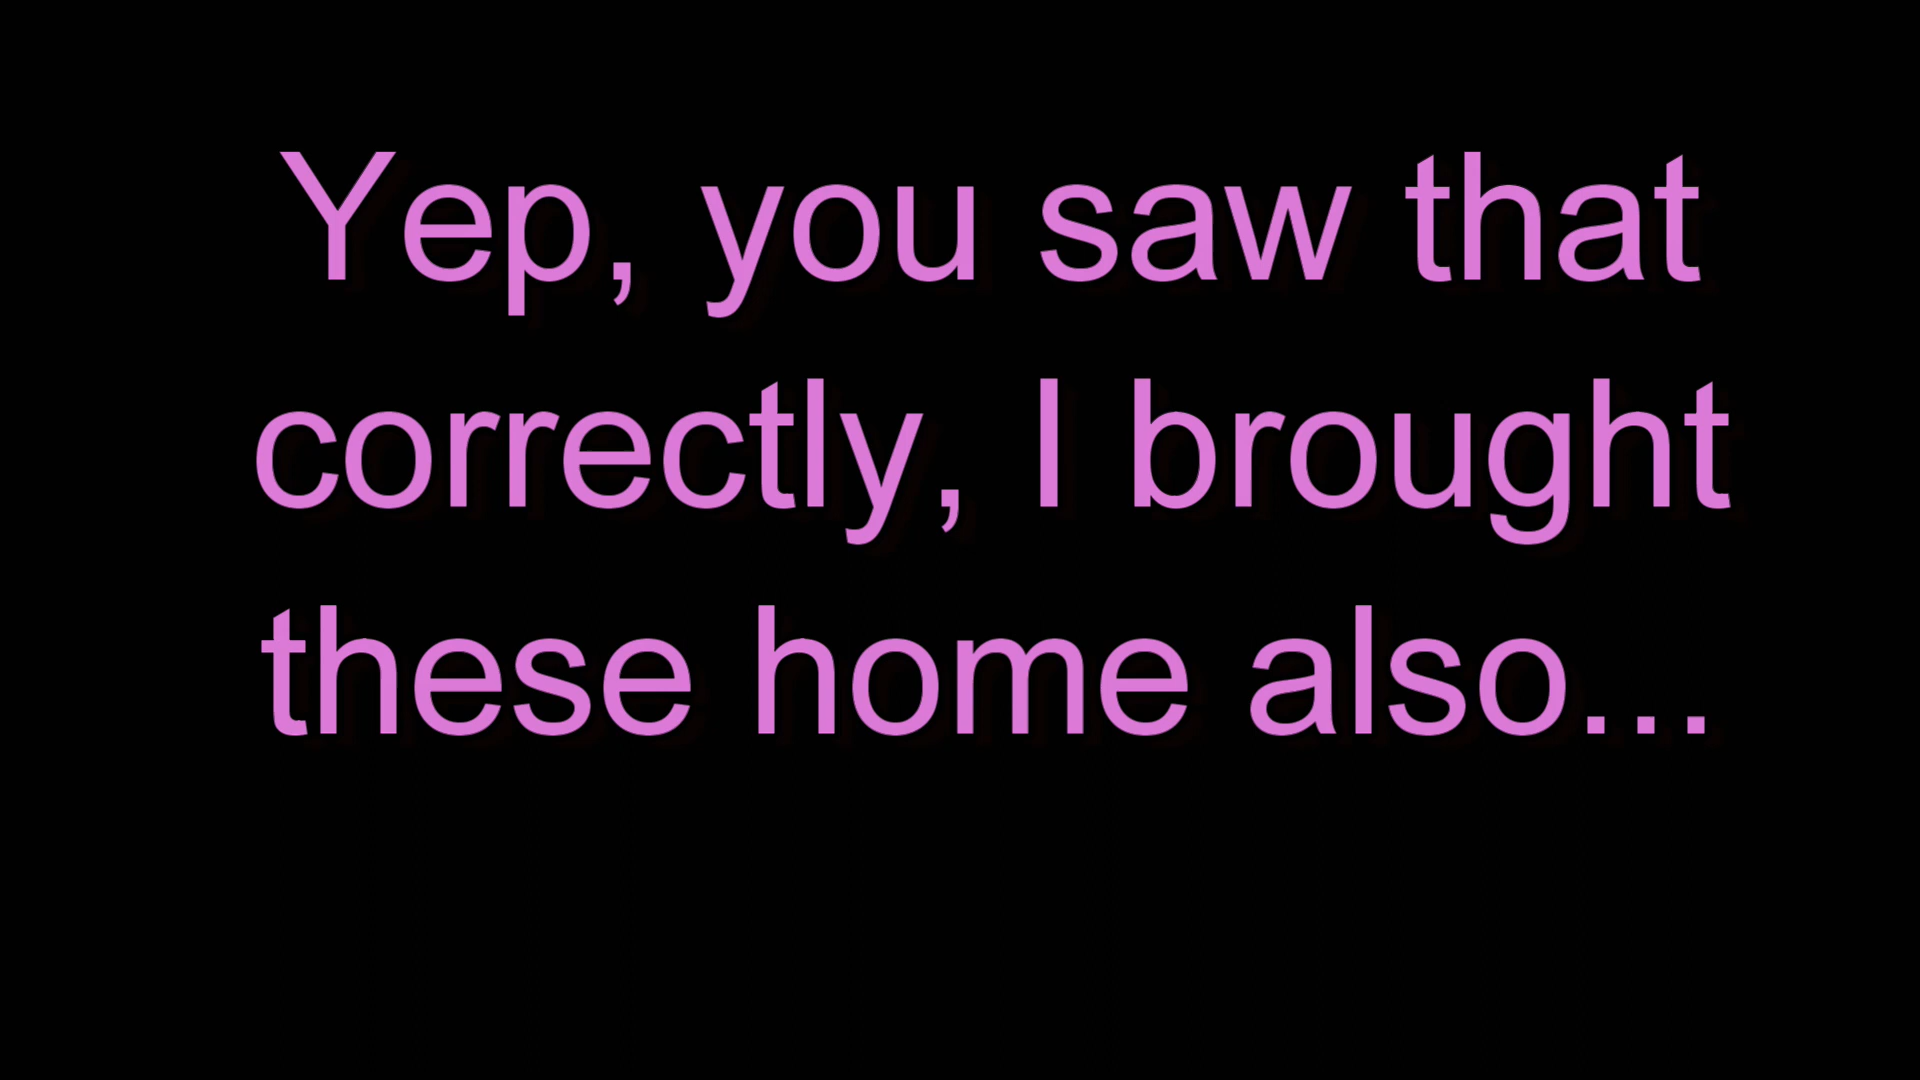 Yep, you saw that
correctly, I brought
these home also...